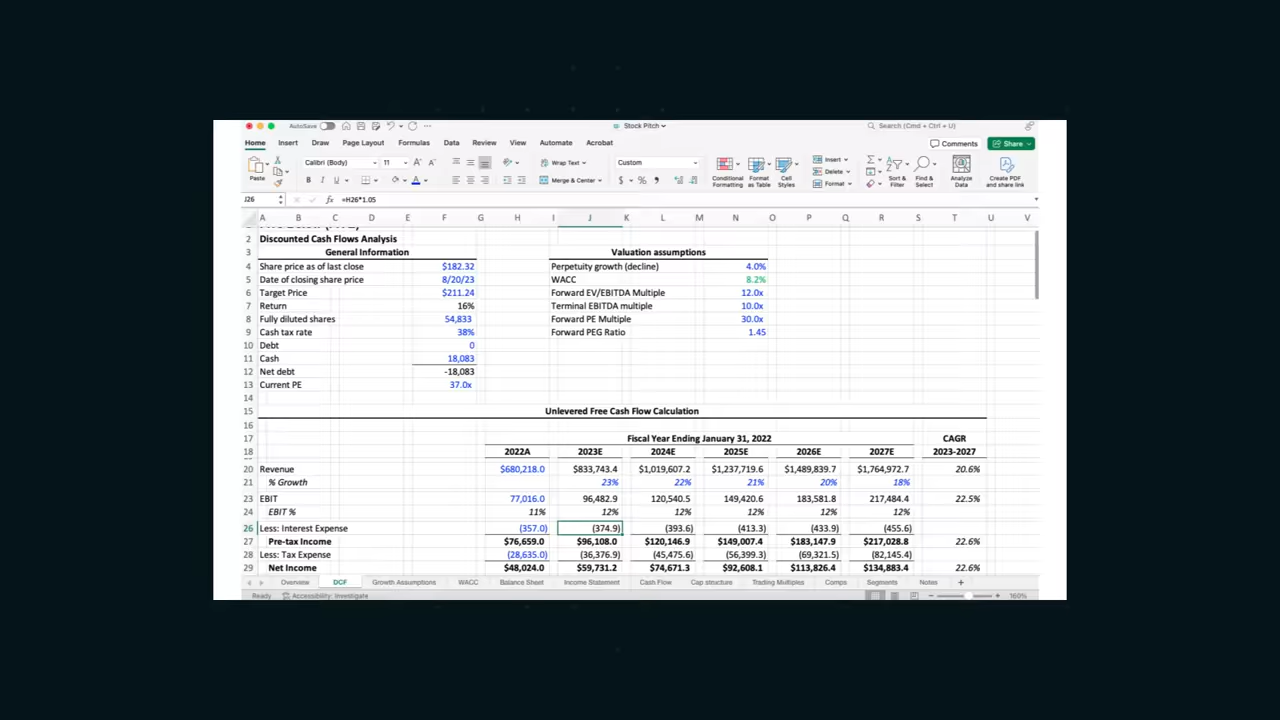 AutoSave
Stock Pitch
Search (Cmd + Ctrl + U)
Home Insert Draw Page Layout Formulas Data Review View Automate Acrobat
Comments Share
Paste
Calibri (Body) 11
Wrap Text
Custom
B I U
Merge & Center
$ % ,
Conditional Formatting
Format as Table
Cell Styles
Insert
Delete
Format
Sort & Filter
Find & Select
Analyze Data
Create PDF and share link
J26 fx =H26*1.05
A B C D E F G H I J K L M N O P Q R S T U V
2 Discounted Cash Flows Analysis
3 General Information Valuation assumptions
4 Share price as of last close $182.32 Perpetuity growth (decline) 4.0%
5 Date of closing share price 8/20/23 WACC 8.2%
6 Target Price $211.24 Forward EV/EBITDA Multiple 12.0x
7 Return 16% Terminal EBITDA multiple 10.0x
8 Fully diluted shares 54,833 Forward PE Multiple 30.0x
9 Cash tax rate 38% Forward PEG Ratio 1.45
10 Debt 0
11 Cash 18,083
12 Net debt -18,083
13 Current PE 37.0x
14
15 Unlevered Free Cash Flow Calculation
16
17 Fiscal Year Ending January 31, 2022 CAGR
18 2022A 2023E 2024E 2025E 2026E 2027E 2023-2027
20 Revenue $680,218.0 $833,743.4 $1,019,607.2 $1,237,719.6 $1,489,839.7 $1,764,972.7 20.6%
21 % Growth 23% 22% 21% 20% 18%
23 EBIT 77,016.0 96,482.9 120,540.5 149,420.6 183,581.8 217,484.4 22.5%
24 EBIT % 11% 12% 12% 12% 12% 12%
26 Less: Interest Expense (357.0) (374.9) (393.6) (413.3) (433.9) (455.6)
27 Pre-tax Income $76,659.0 $96,108.0 $120,146.9 $149,007.4 $183,147.9 $217,028.8 22.6%
28 Less: Tax Expense (28,635.0) (36,376.9) (45,475.6) (56,399.3) (69,321.5) (82,145.4)
29 Net Income $48,024.0 $59,731.2 $74,671.3 $92,608.1 $113,826.4 $134,883.4 22.6%
Overview DCF Growth Assumptions WACC Balance Sheet Income Statement Cash Flow Cap structure Trading Multiples Comps Segments Notes +
Ready Accessibility: Investigate 160%